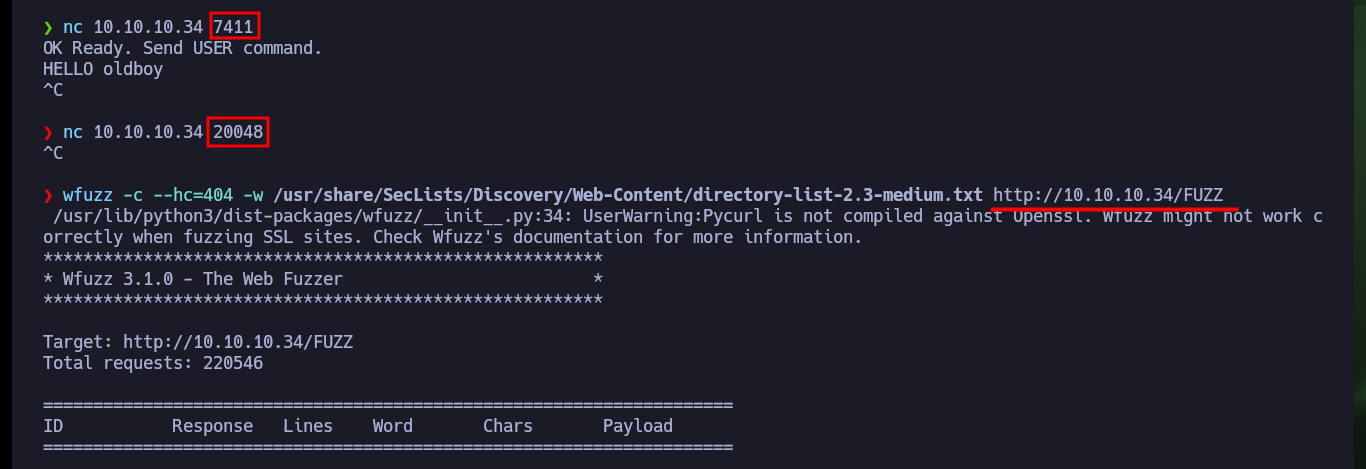 ❯ nc 10.10.10.34 7411
OK Ready. Send USER command.
HELLO oldboy
^C
❯ nc 10.10.10.34 20048
^C
❯ wfuzz -c --hc=404 -w /usr/share/SecLists/Discovery/Web-Content/directory-list-2.3-medium.txt http://10.10.10.34/FUZZ
 /usr/lib/python3/dist-packages/wfuzz/__init__.py:34: UserWarning:Pycurl is not compiled against Openssl. Wfuzz might not work c
orrectly when fuzzing SSL sites. Check Wfuzz's documentation for more information.
********************************************************
* Wfuzz 3.1.0 - The Web Fuzzer                         *
********************************************************
Target: http://10.10.10.34/FUZZ
Total requests: 220546
=====================================================================
ID           Response   Lines    Word       Chars       Payload
=====================================================================